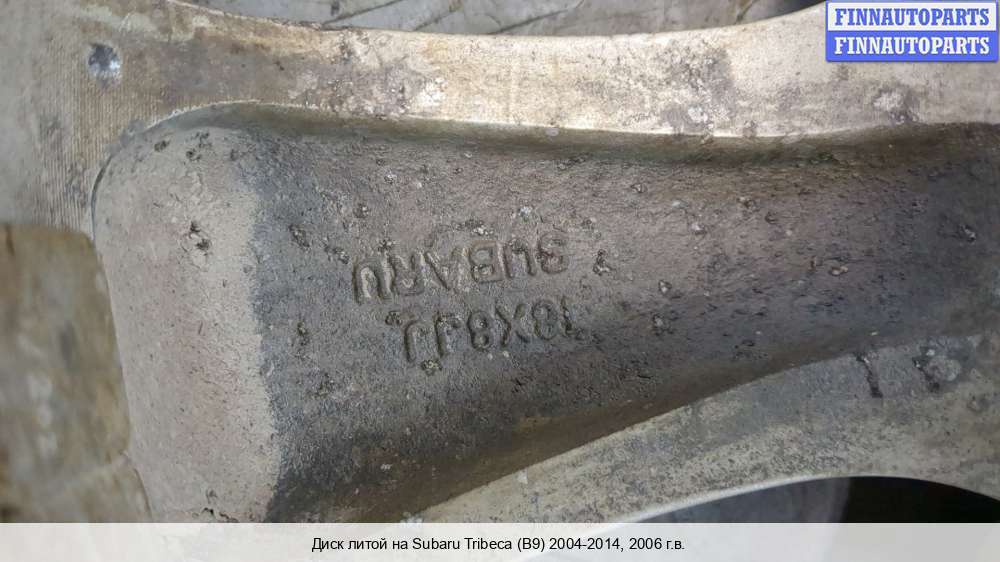 FINNAUTOPARTS
FINNAUTOPARTS
SUBARU
18X8JJ
Диск литой на Subaru Tribeca (B9) 2004-2014, 2006 г.в.